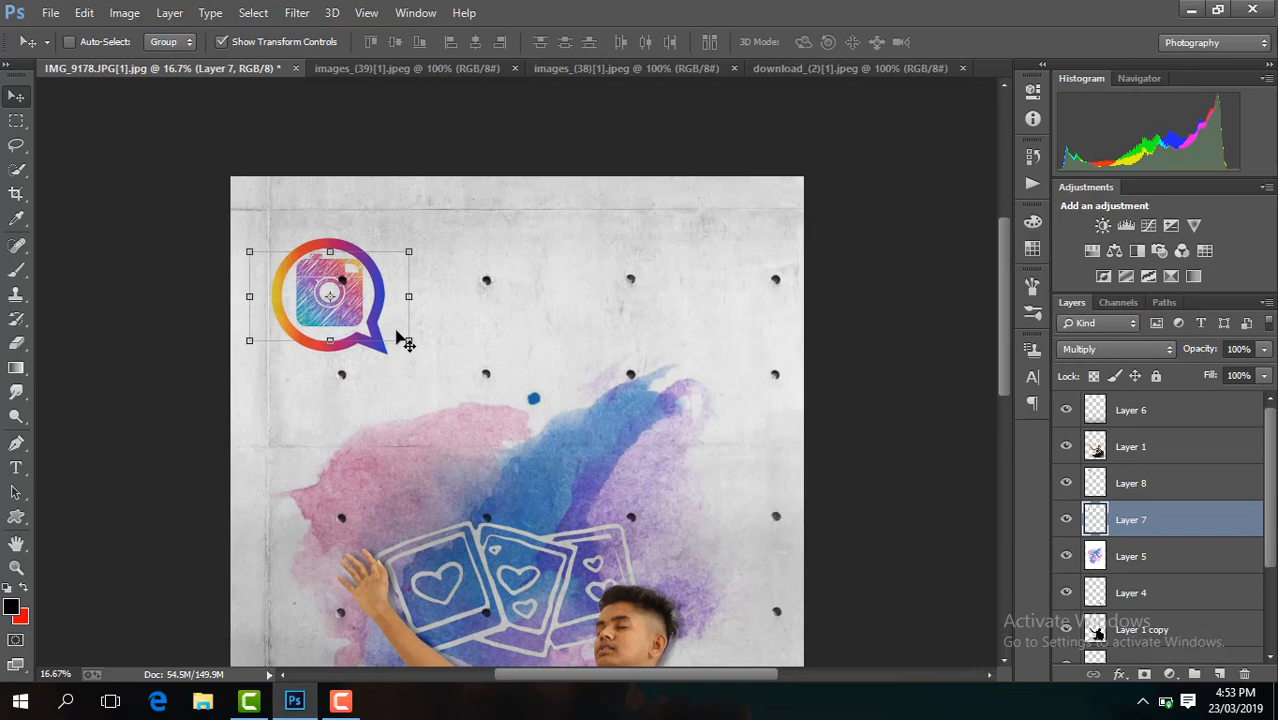 Ps File Edit Image Layer Type Select Filter 3D View Window Help
Auto-Select: Group Show Transform Controls 3D Mode: Photography
IMG_9178.JPG[1].jpg @ 16.7% (Layer 7, RGB/8) * × images_(39)[1].jpeg @ 100% (RGB/8#) × images_(38)[1].jpeg @ 100% (RGB/8#) × download_(2)[1].jpeg @ 100% (RGB/8#) ×
Histogram Navigator
Adjustments
Add an adjustment
Layers Channels Paths
Kind
Multiply Opacity: 100%
Lock: Fill: 100%
Layer 6
Layer 1
Layer 8
Layer 7
Layer 5
Layer 4
Layer 1 copy
Activate Windows
Go to Settings to activate Windows.
16.67% Doc: 54.5M/149.9M
4:53 PM
23/03/2019